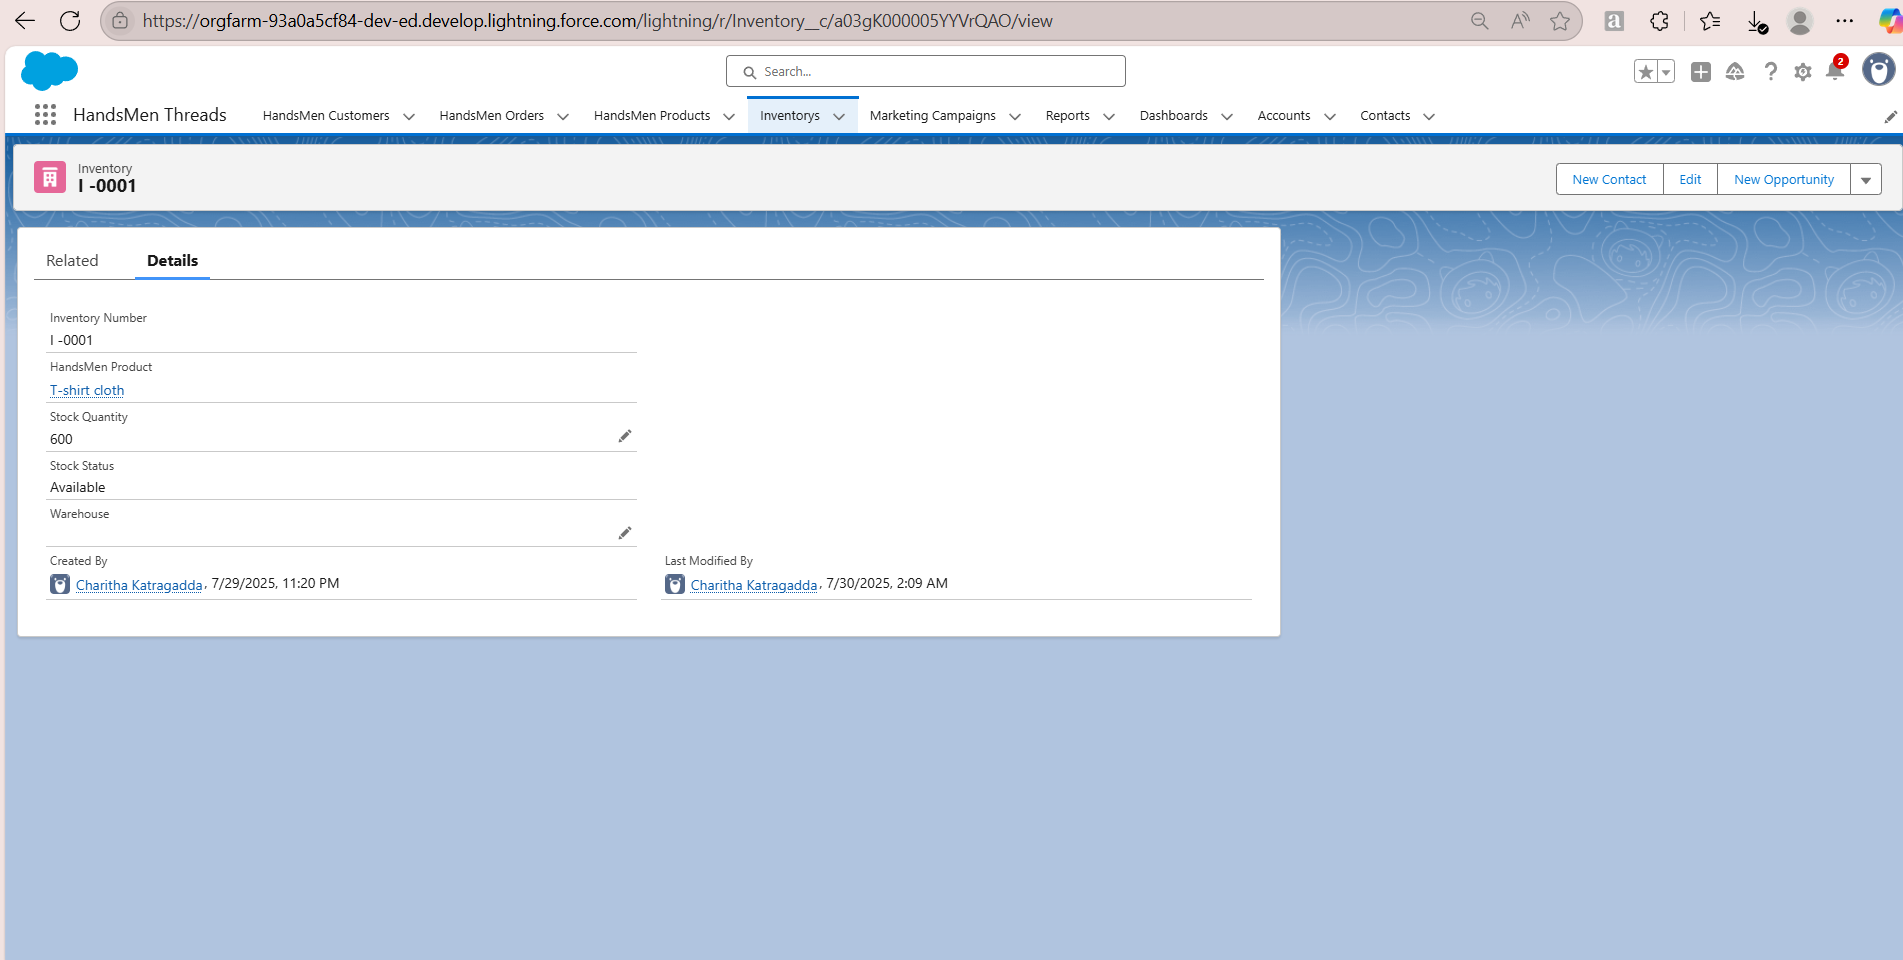 https://orgfarm-93a0a5cf84-dev-ed.develop.lightning.force.com/lightning/r/Inventory__c/a03gK000005YYVrQAO/view
Search...
2
HandsMen Threads HandsMen Customers HandsMen Orders HandsMen Products Inventorys Marketing Campaigns Reports Dashboards Accounts Contacts
Inventory
I -0001
New Contact Edit New Opportunity
Related Details
Inventory Number
I -0001
HandsMen Product
T-shirt cloth
Stock Quantity
600
Stock Status
Available
Warehouse
Created By
Charitha Katragadda, 7/29/2025, 11:20 PM
Last Modified By
Charitha Katragadda, 7/30/2025, 2:09 AM